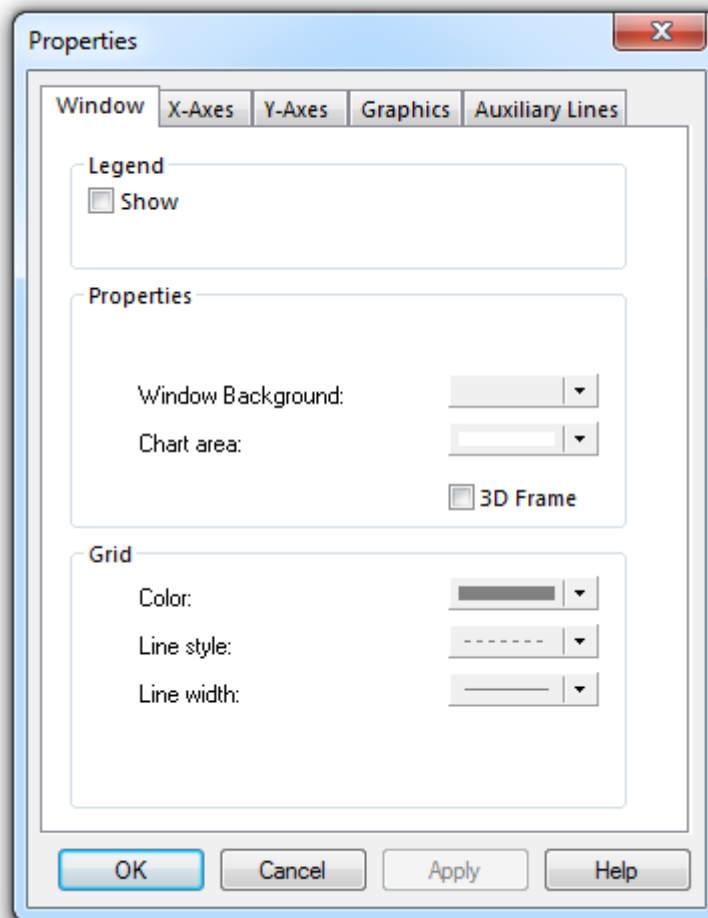 Properties
X
Window X-Axes Y-Axes Graphics Auxiliary Lines
Legend
Show
Properties
Window Background:
Chart area:
3D Frame
Grid
Color:
Line style:
Line width:
OK Cancel Apply Help